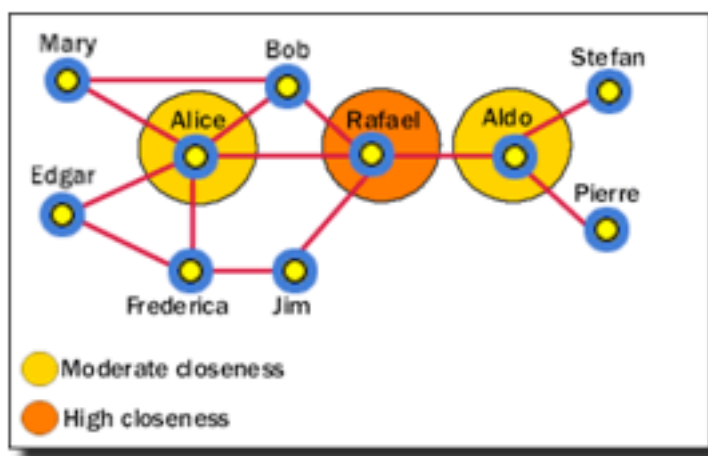 Mary
Bob
Stefan
Alice
Rafael
Aldo
Edgar
Pierre
Frederica
Jim
Moderate closeness
High closeness